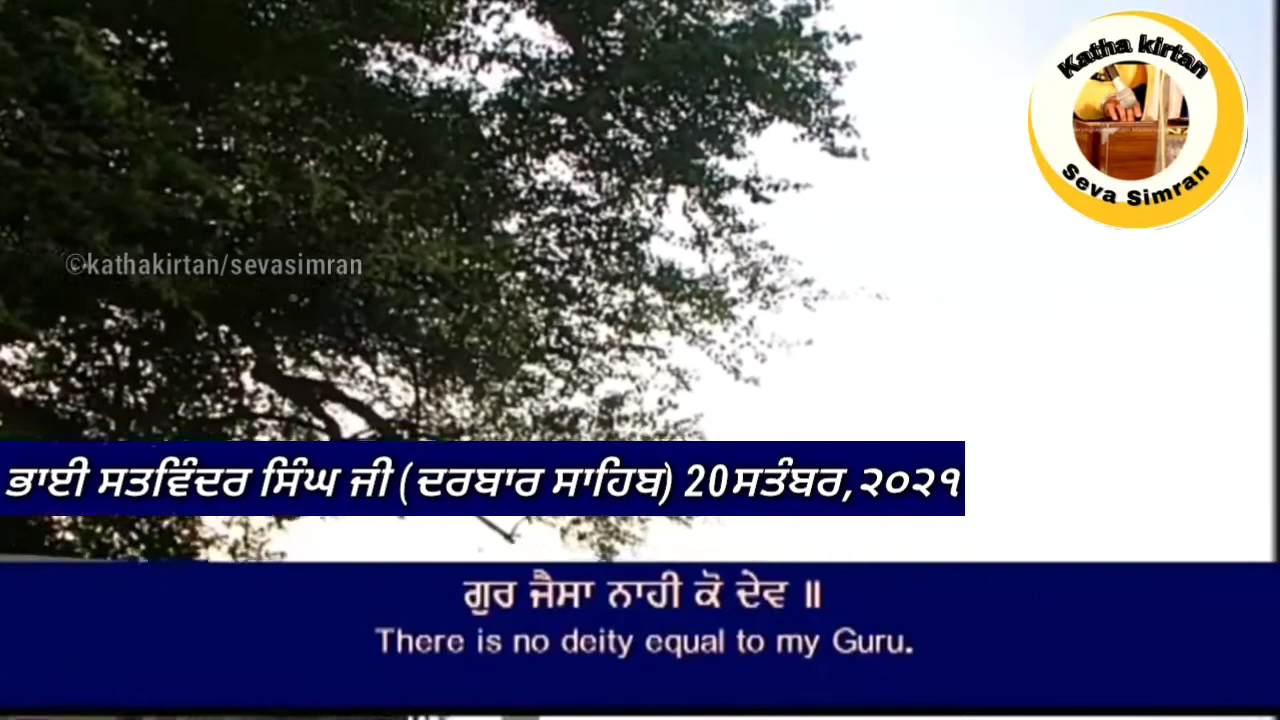 Katha kirtan
Seva Simran
©kathakirtan/sevasimran
ਭਾਈ ਸਤਵਿੰਦਰ ਸਿੰਘ ਜੀ (ਦਰਬਾਰ ਸਾਹਿਬ) 20ਸਤੰਬਰ,੨੦੨੧
ਗੁਰ ਜੈਸਾ ਨਾਹੀ ਕੋ ਦੇਵ ॥
There is no deity equal to my Guru.